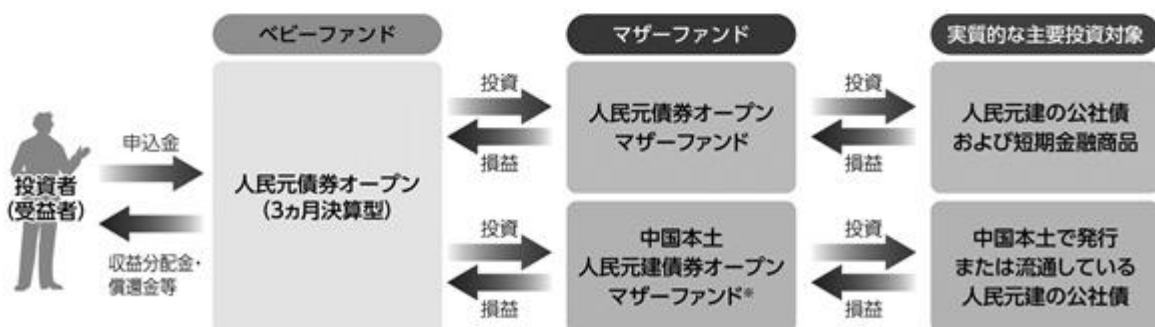 ベビーファンド
マザーファンド
実質的な主要投資対象
投資者
(受益者)
申込金
収益分配金・
償還金等
人民元債券オープン
(3ヵ月決算型)
投資
損益
人民元債券オープン
マザーファンド
投資
損益
人民元建の公社債
および短期金融商品
投資
損益
中国本土
人民元建債券オープン
マザーファンド※
投資
損益
中国本土で発行
または流通している
人民元建の公社債